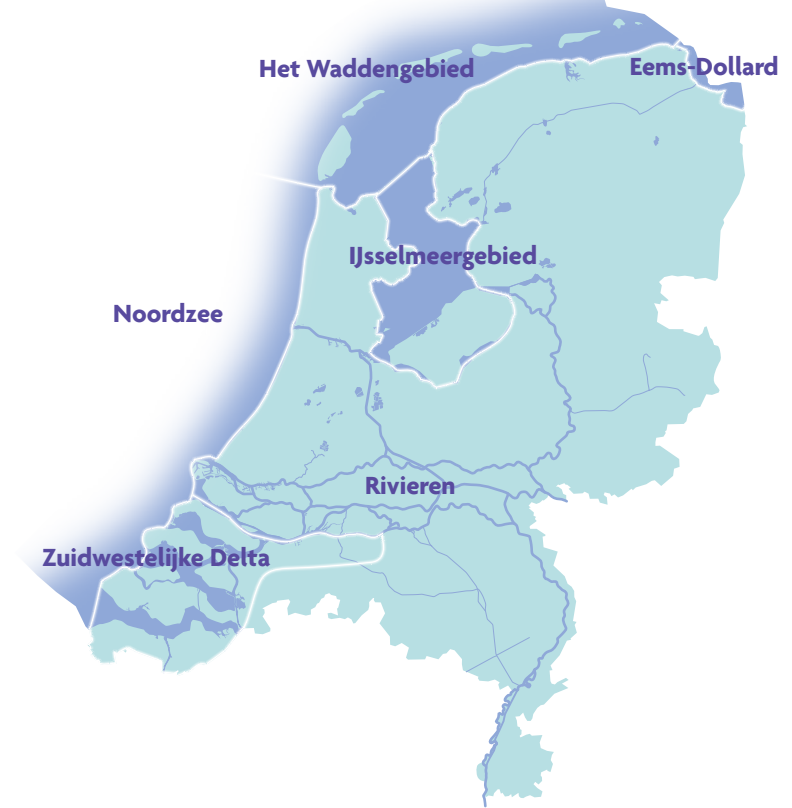 Het Waddengebied
Eems-Dollard
IJsselmeergebied
Noordzee
Rivieren
Zuidwestelijke Delta